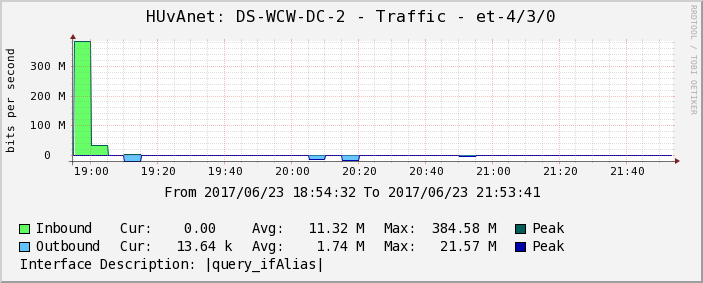 HUvAnet: DS-WCW-DC-2 - Traffic - et-4/3/0
RRDTOOL / TOBI OETIKER
bits per second
300 M
200 M
100 M
0
19:00 19:20 19:40 20:00 20:20 20:40 21:00 21:20 21:40
From 2017/06/23 18:54:32 To 2017/06/23 21:53:41
Inbound Cur: 0.00 Avg: 11.32 M Max: 384.58 M Peak
Outbound Cur: 13.64 k Avg: 1.74 M Max: 21.57 M Peak
Interface Description: |query_ifAlias|